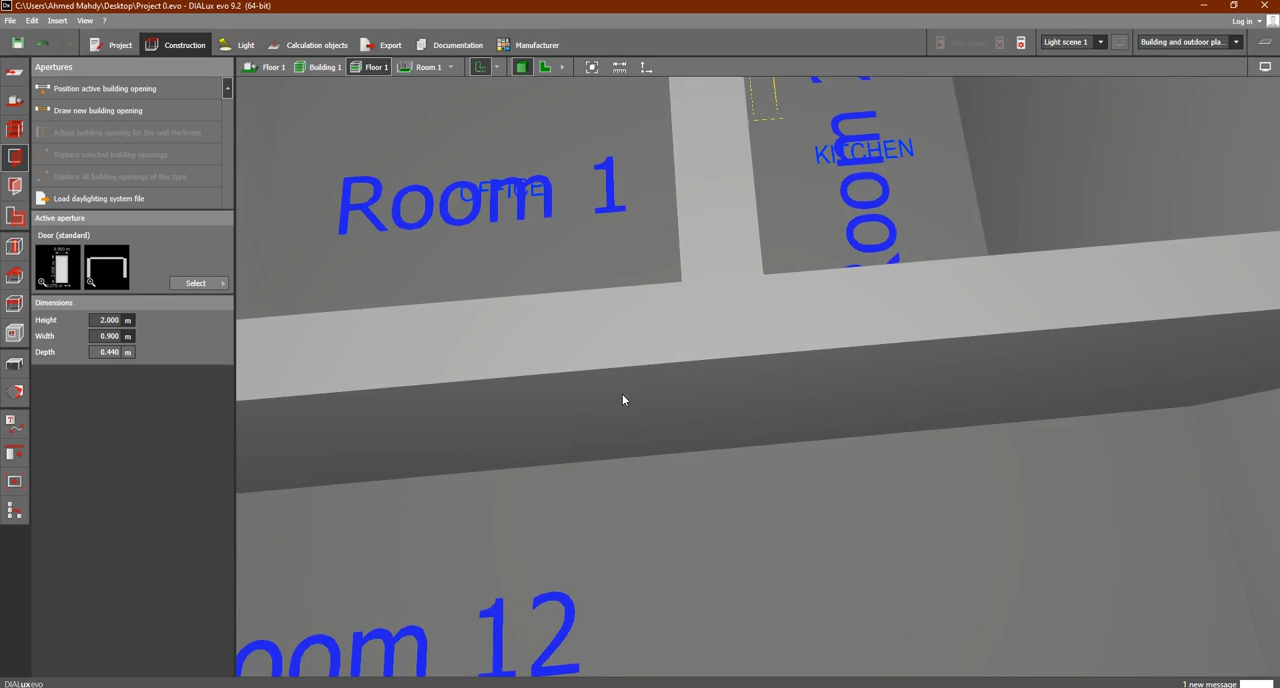 C:\Users\Ahmed Mahdy\Desktop\Project 0.evo - DIALux evo 9.2 (64-bit)
File Edit Insert View ?
Log in
Project Construction Light Calculation objects Export Documentation Manufacturer
Light scene 1
Building and outdoor pla...
Apertures
Floor 1 Building 1 Floor 1 Room 1
Position active building opening
Draw new building opening
Adjust building opening for the wall thickness
Replace selected building openings
Replace all building openings of this type
Load daylighting system file
Active aperture
Door (standard)
Select
Dimensions
Height 2.000 m
Width 0.900 m
Depth 0.440 m
KITCHEN
OFFICE
Room 1
oom 12
DIALux evo
1 new message